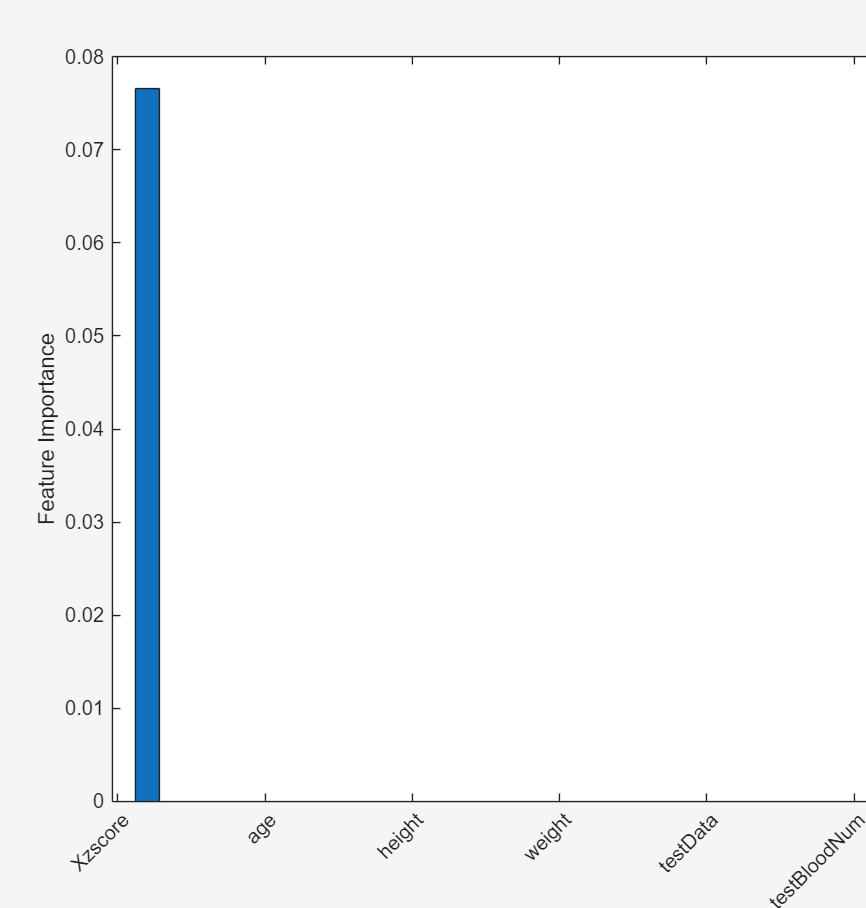 0.08
0.07
0.06
0.05
0.04
0.03
0.02
0.01
0
Feature Importance
Xzscore
age
height
weight
testData
testBloodNum